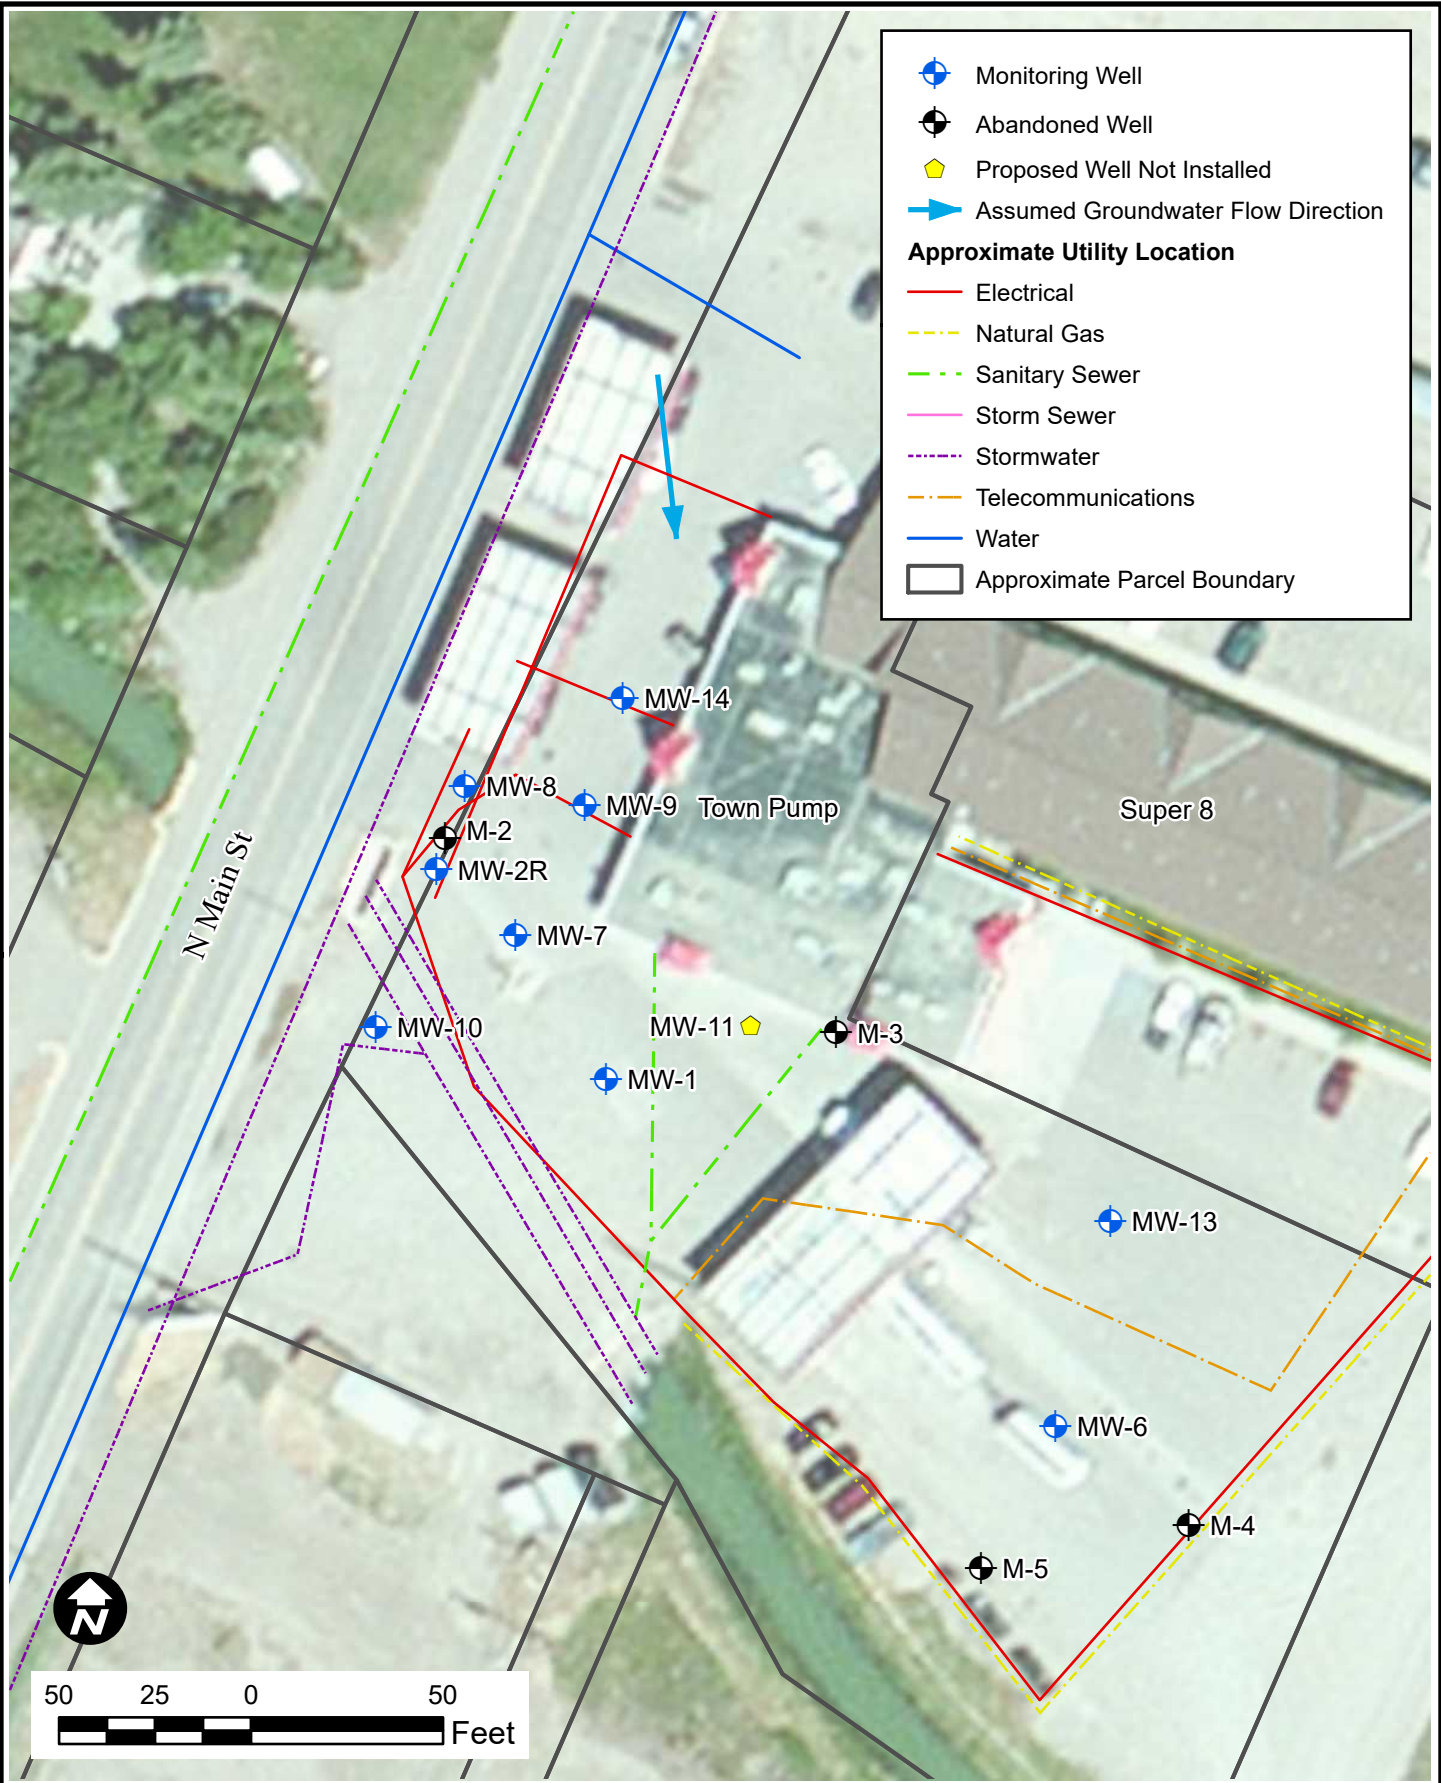 Monitoring Well
Abandoned Well
Proposed Well Not Installed
Assumed Groundwater Flow Direction
Approximate Utility Location
Electrical
Natural Gas
Sanitary Sewer
Storm Sewer
Stormwater
Telecommunications
Water
Approximate Parcel Boundary
MW-14
MW-8
MW-9
Town Pump
Super 8
M-2
MW-2R
N Main St
MW-7
MW-10
MW-11
M-3
MW-1
MW-13
MW-6
M-4
M-5
N
50 25 0 50
Feet